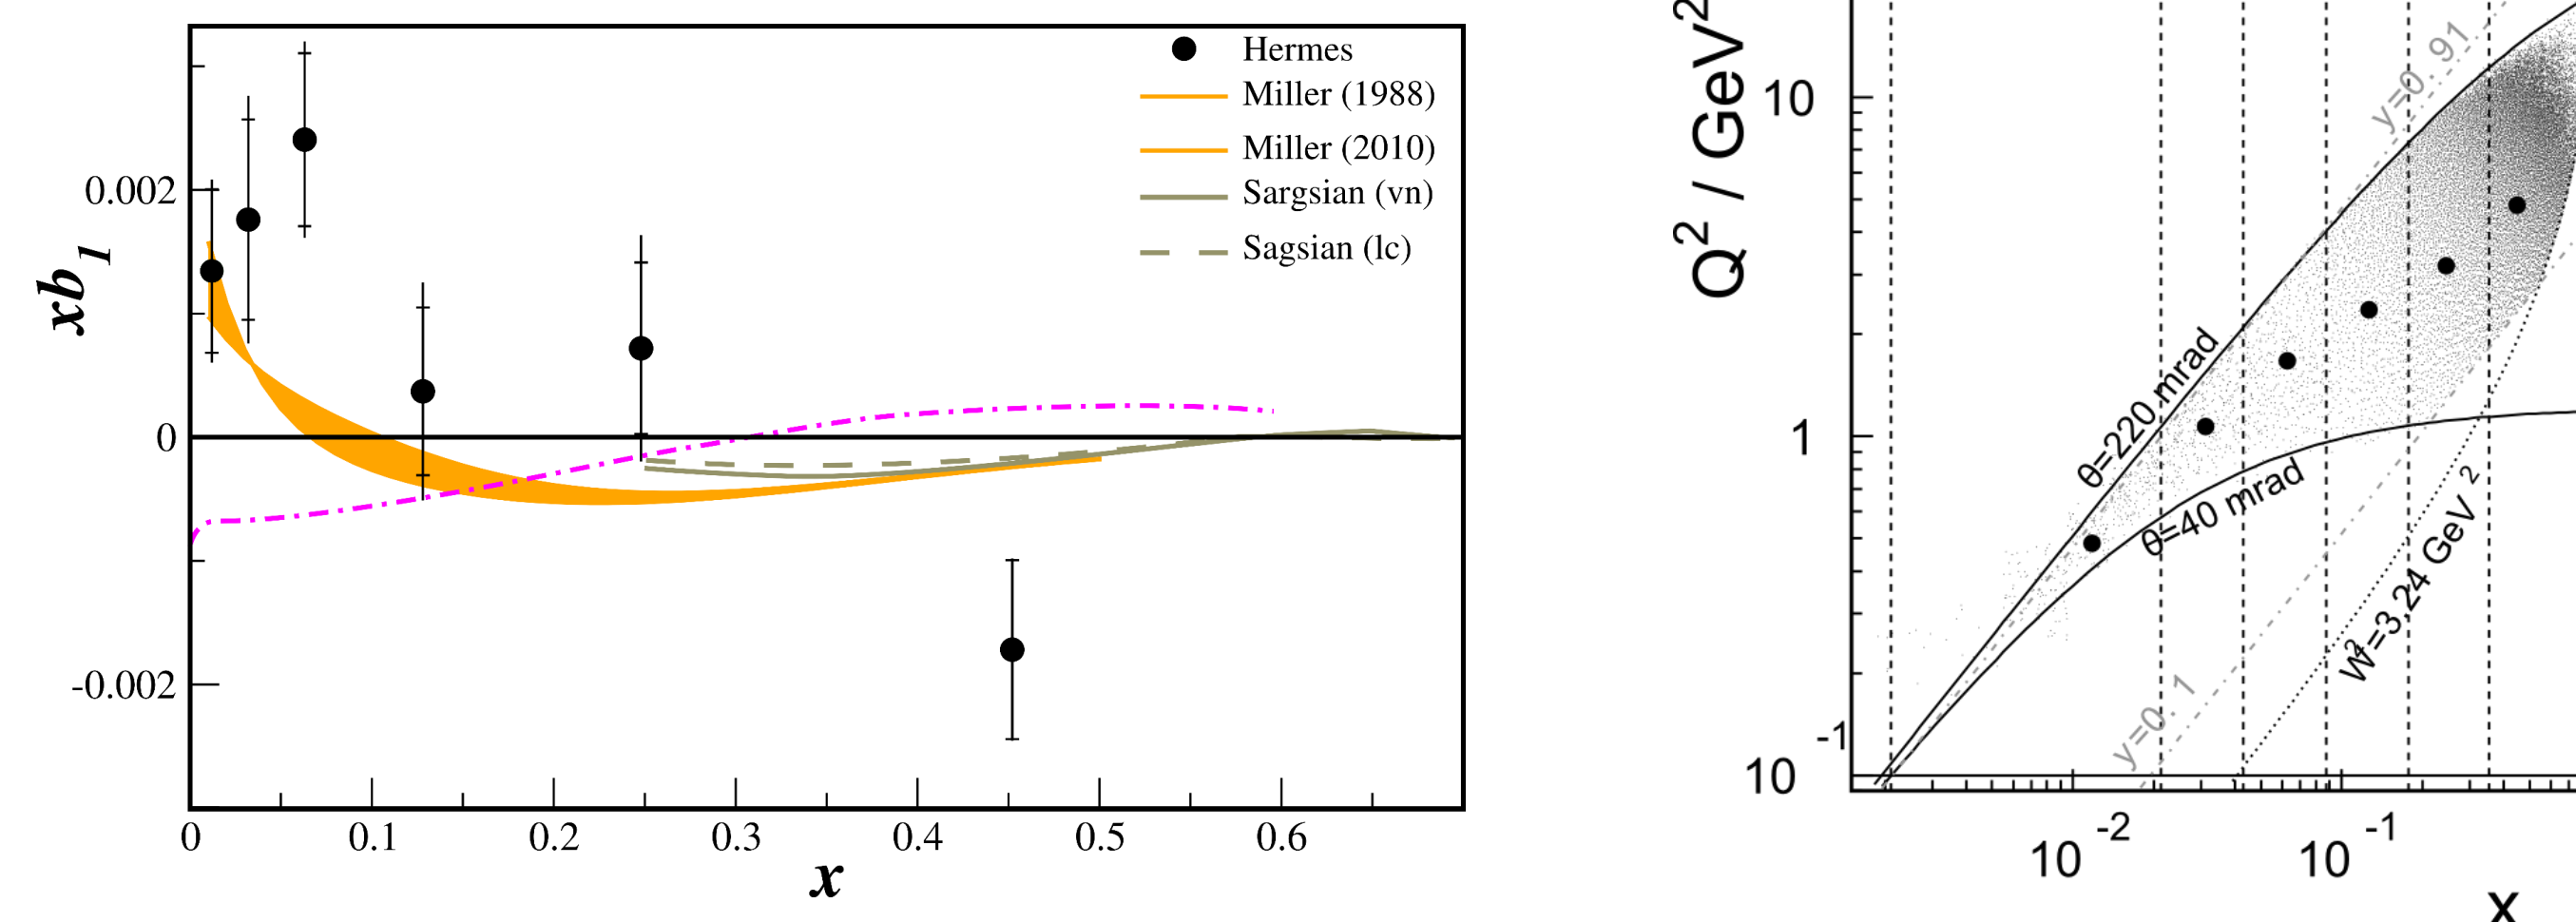 Hermes
Miller (1988)
Miller (2010)
Sargsian (vn)
Sagsian (lc)
xb1
0.002
0
-0.002
0
0.1
0.2
0.3
0.4
0.5
0.6
x
Q2 / GeV2
10
1
10-1
y=0.91
θ=220 mrad
θ=40 mrad
y=0.1
W2=3,24 GeV2
10-2
10-1
x